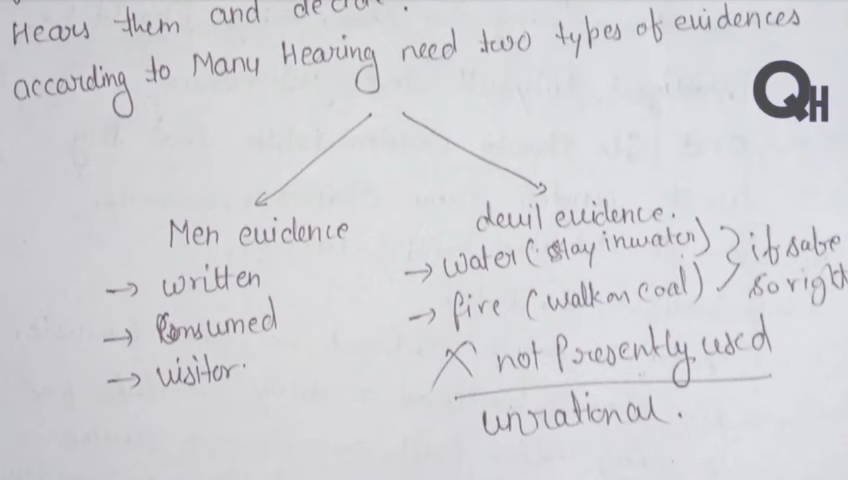 Hears them and
according to Many Hearing need two types of evidences
QH
Men evidence
→ written
→ Consumed
→ visitor.
devil evidence.
→ water (stay in water) } if safe
→ fire (walk on coal) so right
X not Presently used
unrational.